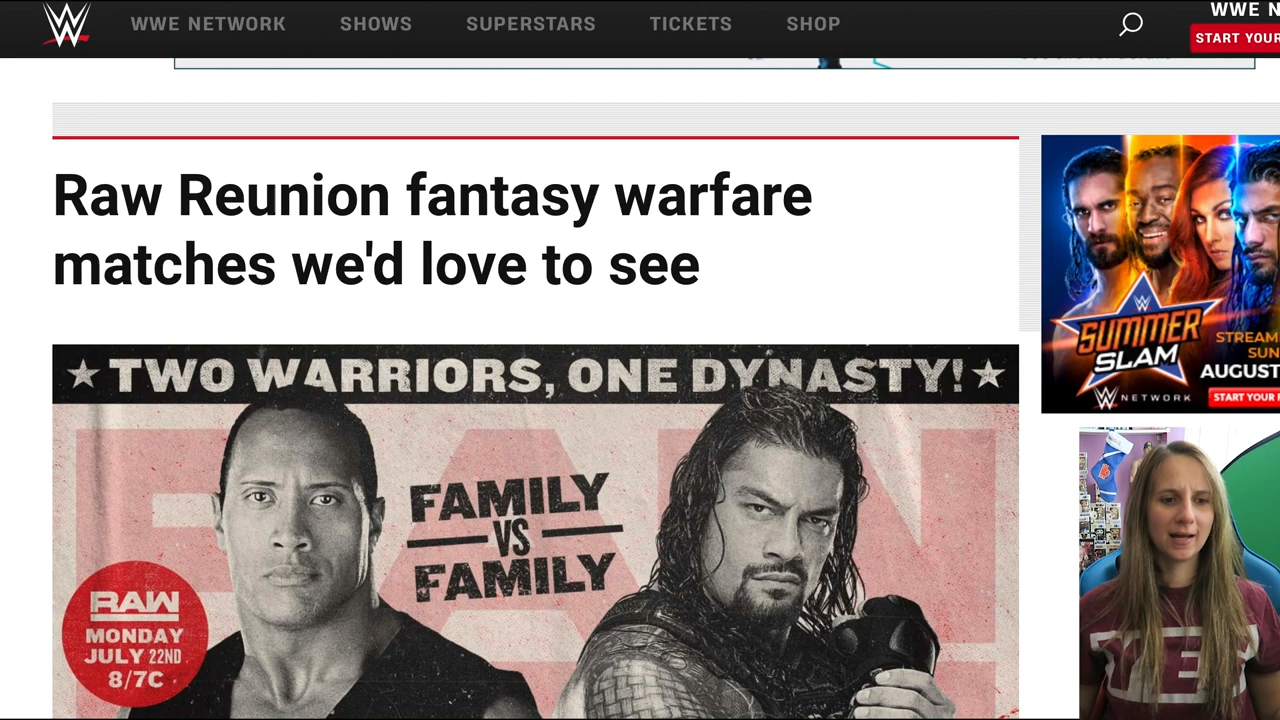 WWE NETWORK SHOWS SUPERSTARS TICKETS SHOP
WWE N
START YOUR
Raw Reunion fantasy warfare
matches we'd love to see
SUMMER
SLAM
STREAM
SUN
AUGUST
NETWORK
START YOUR F
TWO WARRIORS, ONE DYNASTY!
FAMILY
VS
FAMILY
RAW
MONDAY
JULY 22ND
8/7C